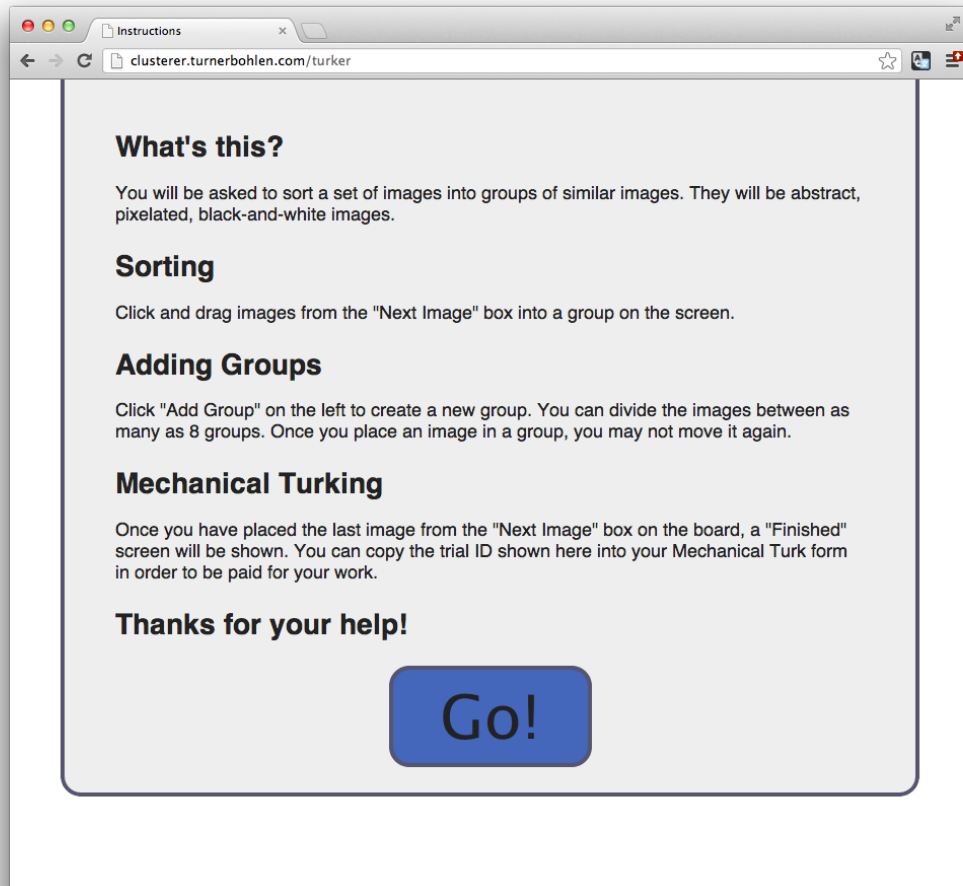 Instructions
clusterer.turnerbohlen.com/turker
What's this?
You will be asked to sort a set of images into groups of similar images. They will be abstract,
pixelated, black-and-white images.
Sorting
Click and drag images from the "Next Image" box into a group on the screen.
Adding Groups
Click "Add Group" on the left to create a new group. You can divide the images between as
many as 8 groups. Once you place an image in a group, you may not move it again.
Mechanical Turking
Once you have placed the last image from the "Next Image" box on the board, a "Finished"
screen will be shown. You can copy the trial ID shown here into your Mechanical Turk form
in order to be paid for your work.
Thanks for your help!
Go!